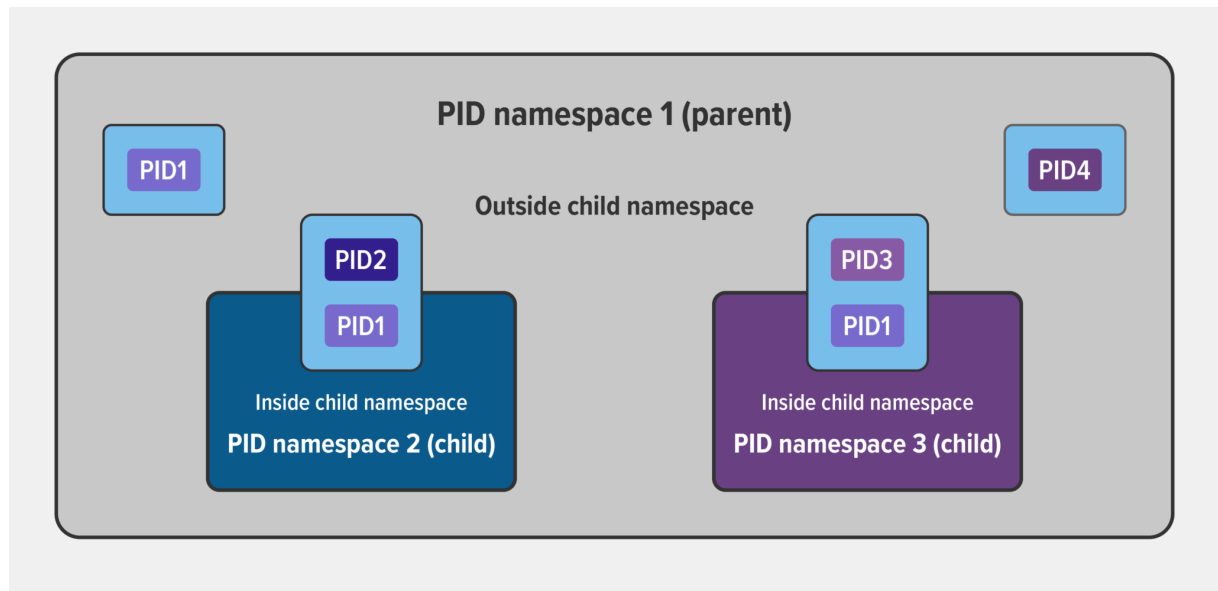 PID namespace 1 (parent)
PID1
PID4
Outside child namespace
PID2
PID1
Inside child namespace
PID namespace 2 (child)
PID3
PID1
Inside child namespace
PID namespace 3 (child)